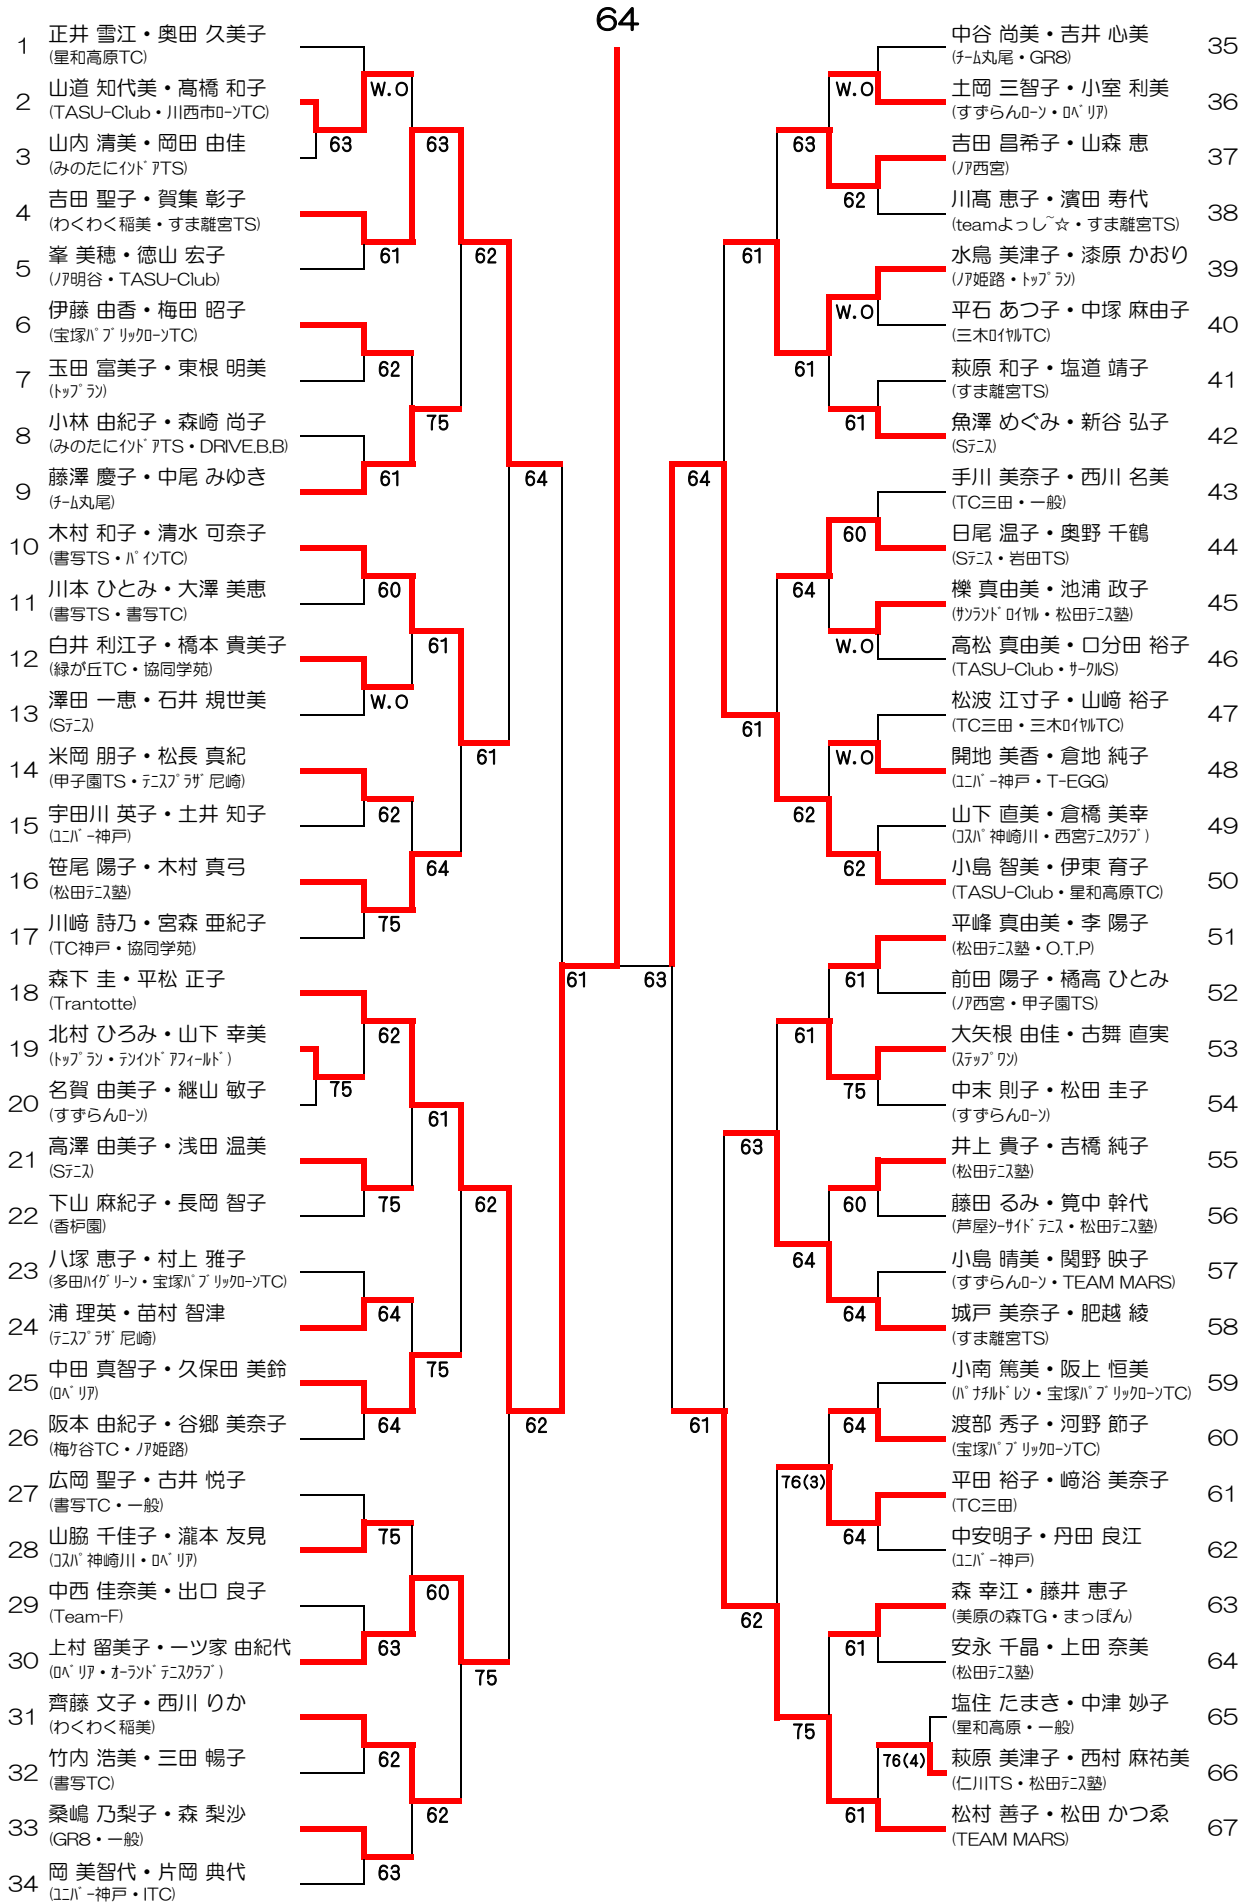 64
1 正井 雪江・奥田 久美子
(星和高原TC)
2 山道 知代美・髙橋 和子
(TASU-Club・川西市ﾛｰﾝTC)
3 山内 清美・岡田 由佳
(みのたにｲﾝﾄﾞｱTS)
4 吉田 聖子・賀集 彰子
(わくわく稲美・すま離宮TS)
5 峯 美穂・徳山 宏子
(ﾉｱ明谷・TASU-Club)
6 伊藤 由香・梅田 昭子
(宝塚ﾊﾟﾌﾞﾘｯｸﾛｰﾝTC)
7 玉田 富美子・東根 明美
(ﾄｯﾌﾟﾗﾝ)
8 小林 由紀子・森崎 尚子
(みのたにｲﾝﾄﾞｱTS・DRIVE.B.B)
9 藤澤 慶子・中尾 みゆき
(ﾁｰﾑ丸尾)
10 木村 和子・清水 可奈子
(書写TS・ﾊﾟｲﾝTC)
11 川本 ひとみ・大澤 美恵
(書写TS・書写TC)
12 白井 利江子・橋本 貴美子
(緑が丘TC・協同学苑)
13 澤田 一恵・石井 規世美
(Sﾃﾆｽ)
14 米岡 朋子・松長 真紀
(甲子園TS・ﾃﾆｽﾌﾟﾗｻﾞ尼崎)
15 宇田川 英子・土井 知子
(ﾕﾆﾊﾞｰ神戸)
16 笹尾 陽子・木村 真弓
(松田ﾃﾆｽ塾)
17 川﨑 詩乃・宮森 亜紀子
(TC神戸・協同学苑)
18 森下 圭・平松 正子
(Trantotte)
19 北村 ひろみ・山下 幸美
(ﾄｯﾌﾟﾗﾝ・ﾃﾝｲﾝﾄﾞｱﾌｨｰﾙﾄﾞ)
20 名賀 由美子・継山 敏子
(すずらんﾛｰﾝ)
21 高澤 由美子・浅田 温美
(Sﾃﾆｽ)
22 下山 麻紀子・長岡 智子
(香枦園)
23 八塚 恵子・村上 雅子
(多田ﾊｲｸﾞﾘｰﾝ・宝塚ﾊﾟﾌﾞﾘｯｸﾛｰﾝTC)
24 浦 理英・苗村 智津
(ﾃﾆｽﾌﾟﾗｻﾞ尼崎)
25 中田 真智子・久保田 美鈴
(ﾛﾍﾞﾘｱ)
26 阪本 由紀子・谷郷 美奈子
(梅ケ谷TC・ﾉｱ姫路)
27 広岡 聖子・古井 悦子
(書写TC・一般)
28 山脇 千佳子・瀧本 友見
(ｺｽﾊﾟ神崎川・ﾛﾍﾞﾘｱ)
29 中西 佳奈美・出口 良子
(Team-F)
30 上村 留美子・一ツ家 由紀代
(ﾛﾍﾞﾘｱ・ｵｰﾗﾝﾄﾞﾃﾆｽｸﾗﾌﾞ)
31 齊藤 文子・西川 りか
(わくわく稲美)
32 竹内 浩美・三田 暢子
(書写TC)
33 桑嶋 乃梨子・森 梨沙
(GR8・一般)
34 岡 美智代・片岡 典代
(ﾕﾆﾊﾞｰ神戸・ITC)
W.O
63
63
61
62
62
75
61
64
60
61
W.O
61
62
64
75
61
62
75
61
75
62
64
75
64
62
75
60
63
75
62
62
63
中谷 尚美・吉井 心美 35
(ﾁｰﾑ丸尾・GR8)
土岡 三智子・小室 利美 36
(すずらんﾛｰﾝ・ﾛﾍﾞﾘｱ)
吉田 昌希子・山森 恵 37
(ﾉｱ西宮)
川髙 恵子・濱田 寿代 38
(teamよっし~☆・すま離宮TS)
水鳥 美津子・漆原 かおり 39
(ﾉｱ姫路・ﾄｯﾌﾟﾗﾝ)
平石 あつ子・中塚 麻由子 40
(三木ﾛｲﾔﾙTC)
萩原 和子・塩道 靖子 41
(すま離宮TS)
魚澤 めぐみ・新谷 弘子 42
(Sﾃﾆｽ)
手川 美奈子・西川 名美 43
(TC三田・一般)
日尾 温子・奥野 千鶴 44
(Sﾃﾆｽ・岩田TS)
櫟 真由美・池浦 政子 45
(ｻﾝﾗﾝﾄﾞﾛｲﾔﾙ・松田ﾃﾆｽ塾)
高松 真由美・口分田 裕子 46
(TASU-Club・ｻｰｸﾙS)
松波 江寸子・山﨑 裕子 47
(TC三田・三木ﾛｲﾔﾙTC)
開地 美香・倉地 純子 48
(ﾕﾆﾊﾞｰ神戸・T-EGG)
山下 直美・倉橋 美幸 49
(ｺｽﾊﾟ神崎川・西宮ﾃﾆｽｸﾗﾌﾞ)
小島 智美・伊東 育子 50
(TASU-Club・星和高原TC)
平峰 真由美・李 陽子 51
(松田ﾃﾆｽ塾・O.T.P)
前田 陽子・橘高 ひとみ 52
(ﾉｱ西宮・甲子園TS)
大矢根 由佳・古舞 直実 53
(ｽﾃｯﾌﾟﾜﾝ)
中末 則子・松田 圭子 54
(すずらんﾛｰﾝ)
井上 貴子・吉橋 純子 55
(松田ﾃﾆｽ塾)
藤田 るみ・筧中 幹代 56
(芦屋ｼｰｻｲﾄﾞﾃﾆｽ・松田ﾃﾆｽ塾)
小島 晴美・関野 映子 57
(すずらんﾛｰﾝ・TEAM MARS)
城戸 美奈子・肥越 綾 58
(すま離宮TS)
小南 篤美・阪上 恒美 59
(ﾊﾞﾅﾁﾙﾄﾞﾚﾝ・宝塚ﾊﾟﾌﾞﾘｯｸﾛｰﾝTC)
渡部 秀子・河野 節子 60
(宝塚ﾊﾟﾌﾞﾘｯｸﾛｰﾝTC)
平田 裕子・﨑浴 美奈子 61
(TC三田)
中安明子・丹田 良江 62
(ﾕﾆﾊﾞｰ神戸)
森 幸江・藤井 恵子 63
(美原の森TG・まっぽん)
安永 千晶・上田 奈美 64
(松田ﾃﾆｽ塾)
塩住 たまき・中津 妙子 65
(星和高原・一般)
萩原 美津子・西村 麻祐美 66
(仁川TS・松田ﾃﾆｽ塾)
松村 善子・松田 かつゑ 67
(TEAM MARS)
W.O
63
62
61
W.O
61
61
64
60
64
W.O
61
W.O
62
62
63
61
61
75
63
60
64
64
61
64
76(3)
64
62
61
75
76(4)
61